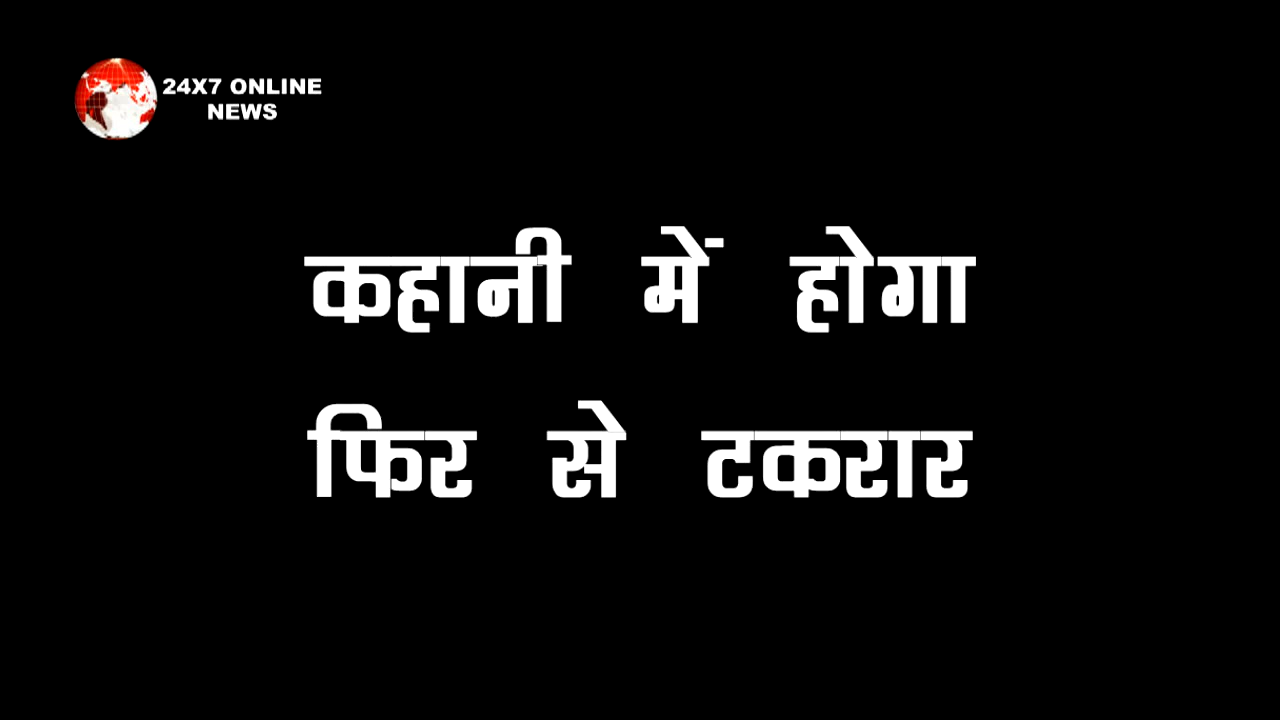 24X7 ONLINE
NEWS
कहानी में होगा
फिर से टकरार